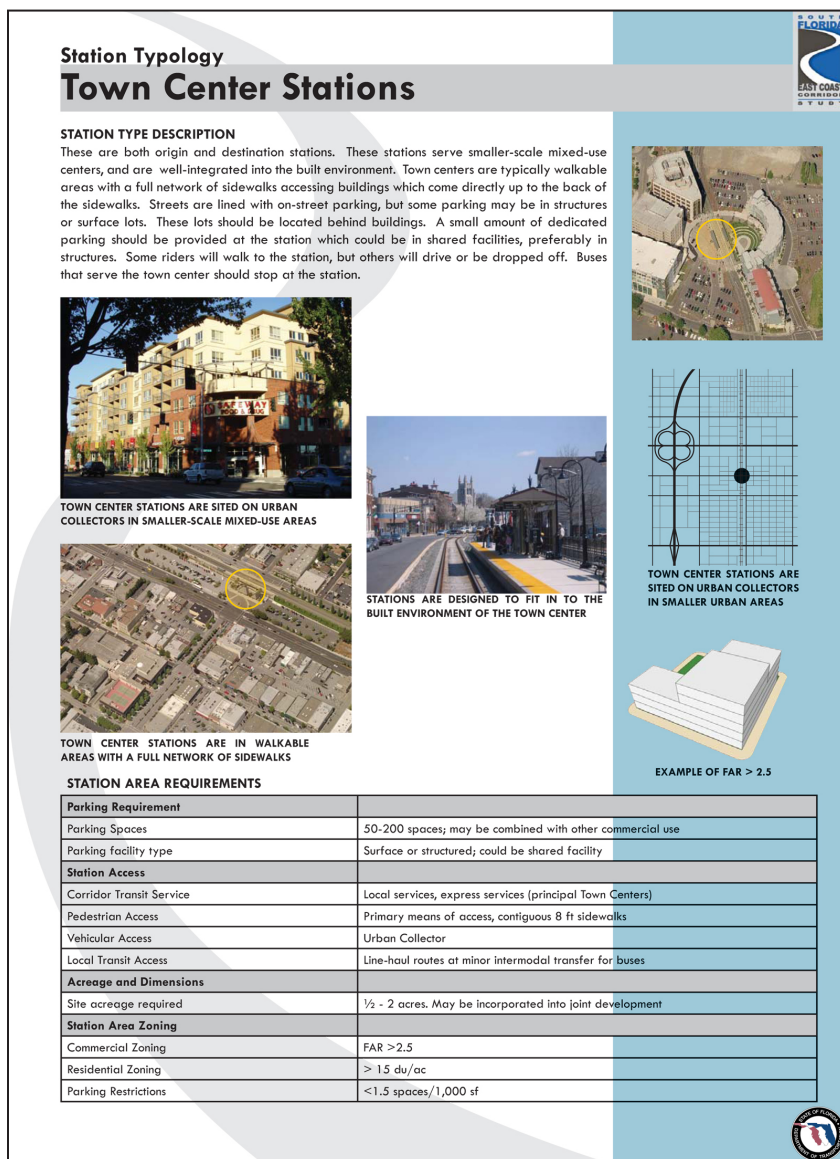 SOUTH
FLORIDA
EAST COAST
CORRIDOR
STUDY
Station Typology
Town Center Stations
STATION TYPE DESCRIPTION
These are both origin and destination stations. These stations serve smaller-scale mixed-use
centers, and are well-integrated into the built environment. Town centers are typically walkable
areas with a full network of sidewalks accessing buildings which come directly up to the back of
the sidewalks. Streets are lined with on-street parking, but some parking may be in structures
or surface lots. These lots should be located behind buildings. A small amount of dedicated
parking should be provided at the station which could be in shared facilities, preferably in
structures. Some riders will walk to the station, but others will drive or be dropped off. Buses
that serve the town center should stop at the station.
SAFEWAY
FOOD & DRUG
TOWN CENTER STATIONS ARE SITED ON URBAN
COLLECTORS IN SMALLER-SCALE MIXED-USE AREAS
STATIONS ARE DESIGNED TO FIT IN TO THE
BUILT ENVIRONMENT OF THE TOWN CENTER
TOWN CENTER STATIONS ARE IN WALKABLE
AREAS WITH A FULL NETWORK OF SIDEWALKS
TOWN CENTER STATIONS ARE
SITED ON URBAN COLLECTORS
IN SMALLER URBAN AREAS
EXAMPLE OF FAR > 2.5
STATION AREA REQUIREMENTS
Parking Requirement
Parking Spaces 50-200 spaces; may be combined with other commercial use
Parking facility type Surface or structured; could be shared facility
Station Access
Corridor Transit Service Local services, express services (principal Town Centers)
Pedestrian Access Primary means of access, contiguous 8 ft sidewalks
Vehicular Access Urban Collector
Local Transit Access Line-haul routes at minor intermodal transfer for buses
Acreage and Dimensions
Site acreage required ½ - 2 acres. May be incorporated into joint development
Station Area Zoning
Commercial Zoning FAR >2.5
Residential Zoning > 15 du/ac
Parking Restrictions <1.5 spaces/1,000 sf
STATE OF FLORIDA